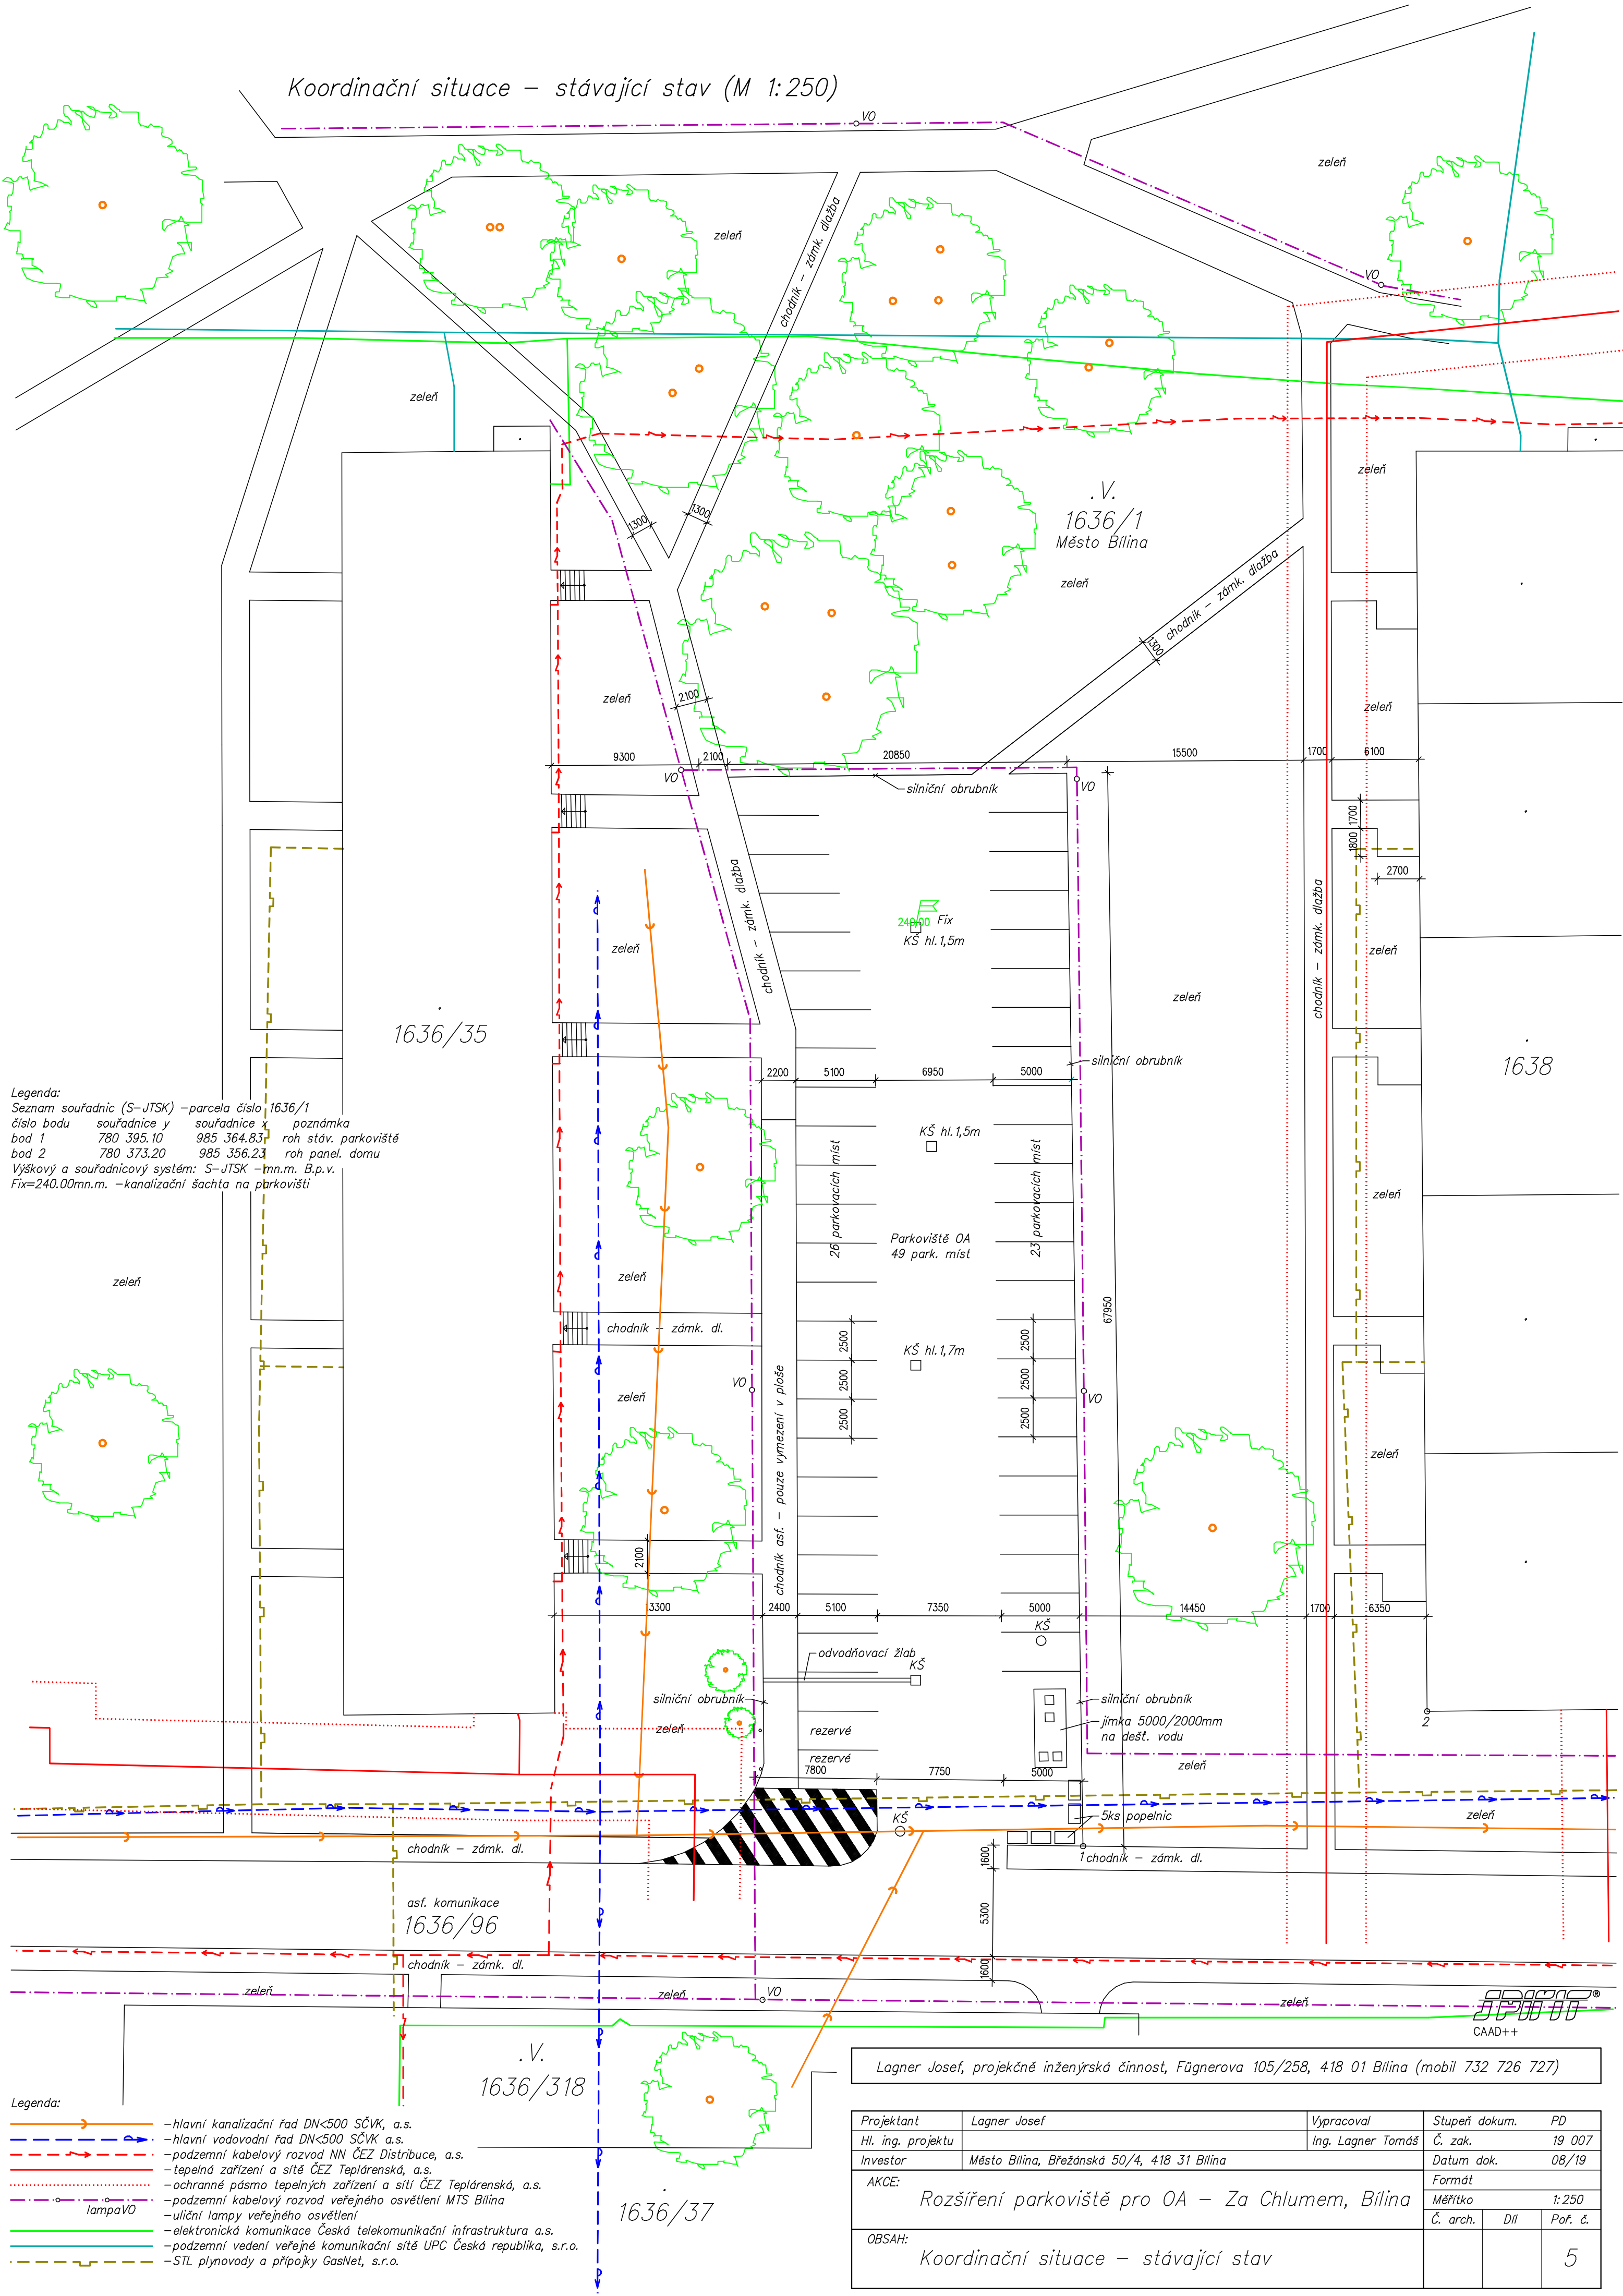 Koordinační situace – stávající stav (M 1:250)
VO
zeleň
zeleň
chodník – zámk. dlažba
VO
zeleň
zeleň
.V.
1636/1
Město Bílina
zeleň
1300
1300
chodník – zámk. dlažba
1300
zeleň
2100
zeleň
9300
2100
20850
15500
1700
6100
VO
silniční obrubník
VO
1700
1800
2700
chodník – zámk. dlažba
chodník – zámk. dlažba
240.00
Fix
KŠ hl.1,5m
zeleň
zeleň
zeleň
1636/35
1638
silniční obrubník
2200
5100
6950
5000
Legenda:
Seznam souřadnic (S–JTSK) –parcela číslo 1636/1
číslo bodu souřadnice y souřadnice x poznámka
bod 1 780 395.10 985 364.83 roh stáv. parkoviště
bod 2 780 373.20 985 356.23 roh panel. domu
Výškový a souřadnicový systém: S–JTSK –mn.m. B.p.v.
Fix=240.00mn.m. –kanalizační šachta na parkovišti
KŠ hl.1,5m
26 parkovacích míst
23 parkovacích míst
Parkoviště OA
49 park. míst
zeleň
zeleň
zeleň
67950
chodník – zámk. dl.
2500
2500
2500
2500
2500
2500
KŠ hl.1,7m
VO
VO
zeleň
zeleň
chodník asf. – pouze vymezení v ploše
2100
13300
2400
5100
7350
5000
14450
1700
6350
KŠ
odvodňovací žlab
KŠ
silniční obrubník
silniční obrubník
zeleň
rezervé
rezervé
jímka 5000/2000mm
na dešť. vodu
2
zeleň
7800
7750
5000
5ks popelnic
zeleň
KŠ
chodník – zámk. dl.
1600
1
chodník – zámk. dl.
asf. komunikace
1636/96
5300
chodník – zámk. dl.
1600
zeleň
zeleň
VO
zeleň
CAAD++
.V.
1636/318
1636/37
Lagner Josef, projekčně inženýrská činnost, Fügnerova 105/258, 418 01 Bílina (mobil 732 726 727)
Legenda:
–hlavní kanalizační řad DN<500 SČVK, a.s.
–hlavní vodovodní řad DN<500 SČVK a.s.
–podzemní kabelový rozvod NN ČEZ Distribuce, a.s.
–tepelná zařízení a sítě ČEZ Teplárenská, a.s.
–ochranné pásmo tepelných zařízení a sítí ČEZ Teplárenská, a.s.
–podzemní kabelový rozvod veřejného osvětlení MTS Bílina
lampaVO –uliční lampy veřejného osvětlení
–elektronická komunikace Česká telekomunikační infrastruktura a.s.
–podzemní vedení veřejné komunikační sítě UPC Česká republika, s.r.o.
–STL plynovody a přípojky GasNet, s.r.o.
Projektant Lagner Josef Vypracoval Stupeň dokum. PD
Hl. ing. projektu Ing. Lagner Tomáš Č. zak. 19 007
Investor Město Bílina, Břežánská 50/4, 418 31 Bílina Datum dok. 08/19
AKCE:
Rozšíření parkoviště pro OA – Za Chlumem, Bílina
Formát
Měřítko 1:250
Č. arch. Díl Poř. č.
OBSAH:
Koordinační situace – stávající stav
5